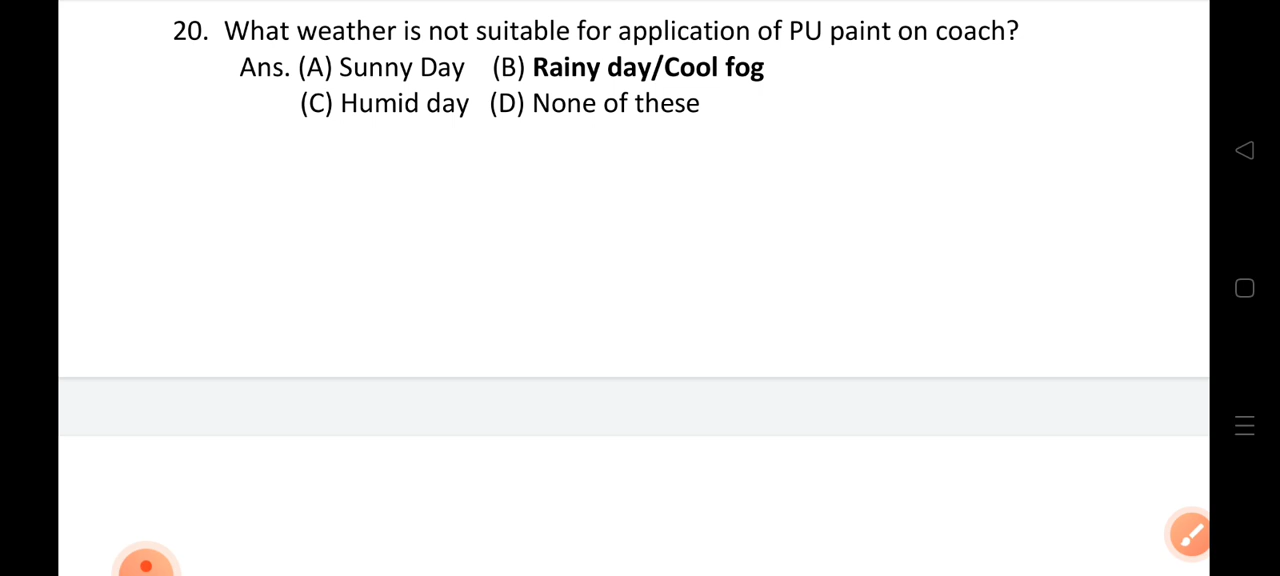 20. What weather is not suitable for application of PU paint on coach?
Ans. (A) Sunny Day (B) Rainy day/Cool fog
(C) Humid day (D) None of these